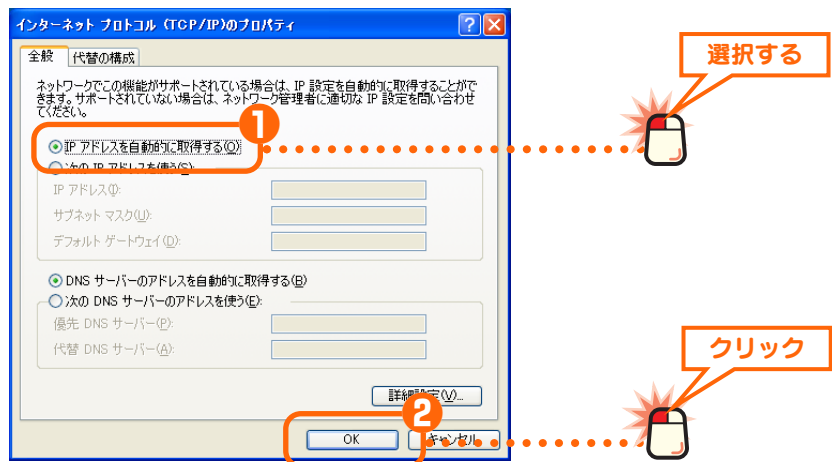 インターネット プロトコル (TCP/IP)のプロパティ
全般 代替の構成
ネットワークでこの機能がサポートされている場合は、IP 設定を自動的に取得することがで
きます。サポートされていない場合は、ネットワーク管理者に適切な IP 設定を問い合わせ
てください。
1
IP アドレスを自動的に取得する(O)
次の IP アドレスを使う(S):
IP アドレス(I):
サブネット マスク(U):
デフォルト ゲートウェイ(D):
DNS サーバーのアドレスを自動的に取得する(B)
次の DNS サーバーのアドレスを使う(E):
優先 DNS サーバー(P):
代替 DNS サーバー(A):
詳細設定(V)...
2
OK キャンセル
選択する
クリック